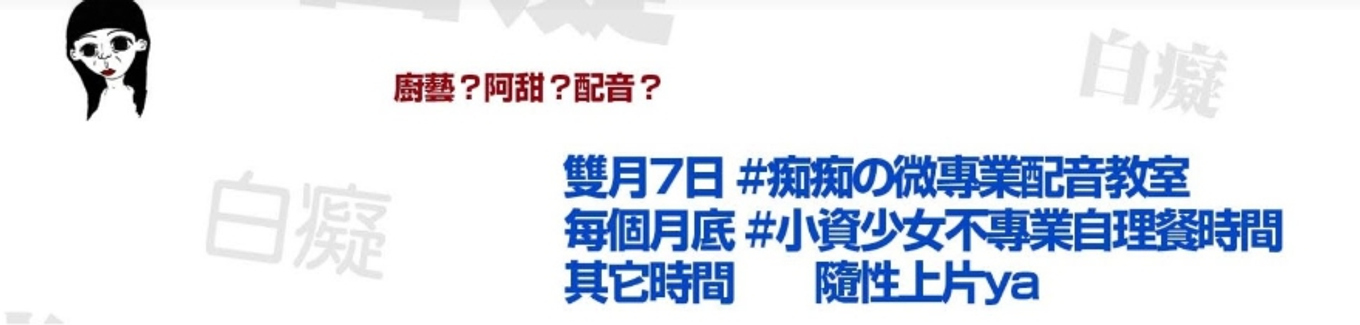 白癡
廚藝？阿甜？配音？
雙月7日 #痴痴の微專業配音教室
白癡
每個月底 #小資少女不專業自理餐時間
其它時間 隨性上片ya